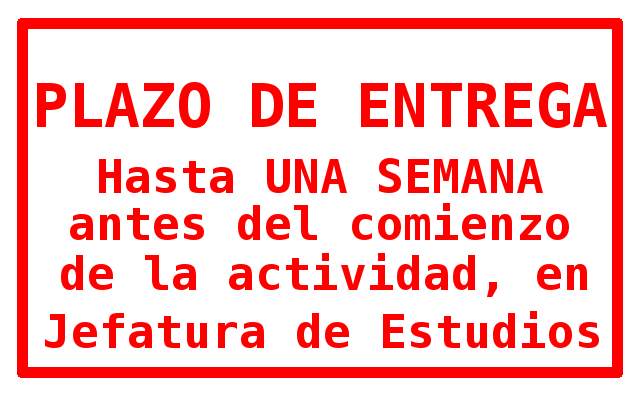 PLAZO DE ENTREGA
Hasta UNA SEMANA
antes del comienzo
de la actividad, en
Jefatura de Estudios